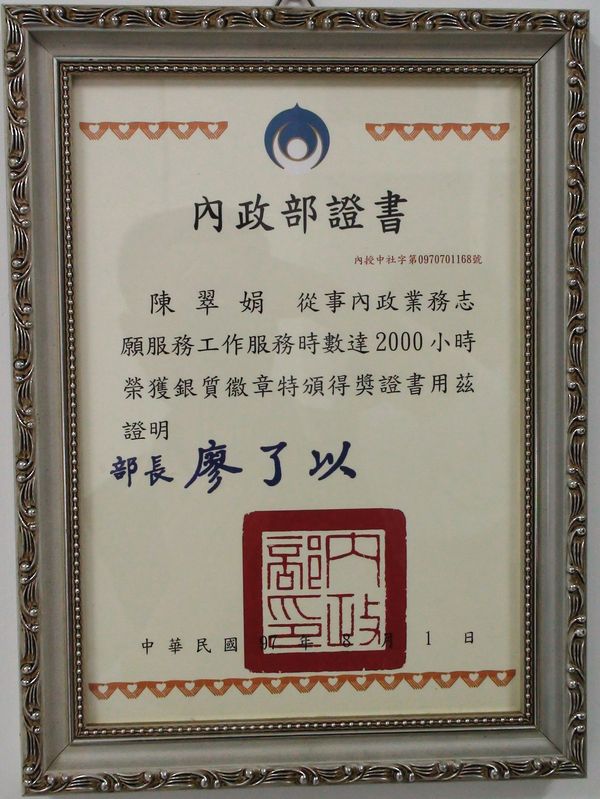 內政部證書
內授中社字第0970701168號
陳翠娟 從事內政業務志
願服務工作服務時數達2000小時
榮獲銀質徽章特頒得獎證書用茲
證明
部長 廖了以
內政部印
中華民國 97 年 8 月 1 日